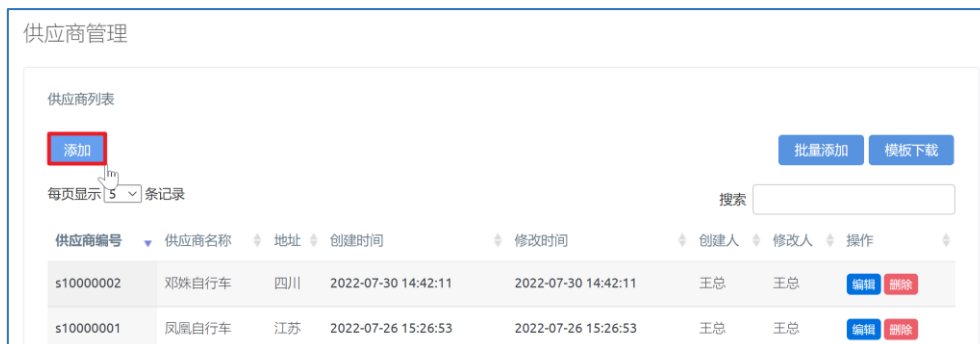 供应商管理
供应商列表
添加 批量添加 模板下载
每页显示 5 条记录 搜索
供应商编号 供应商名称 地址 创建时间 修改时间 创建人 修改人 操作
s10000002 邓姝自行车 四川 2022-07-30 14:42:11 2022-07-30 14:42:11 王总 王总 编辑 删除
s10000001 凤凰自行车 江苏 2022-07-26 15:26:53 2022-07-26 15:26:53 王总 王总 编辑 删除